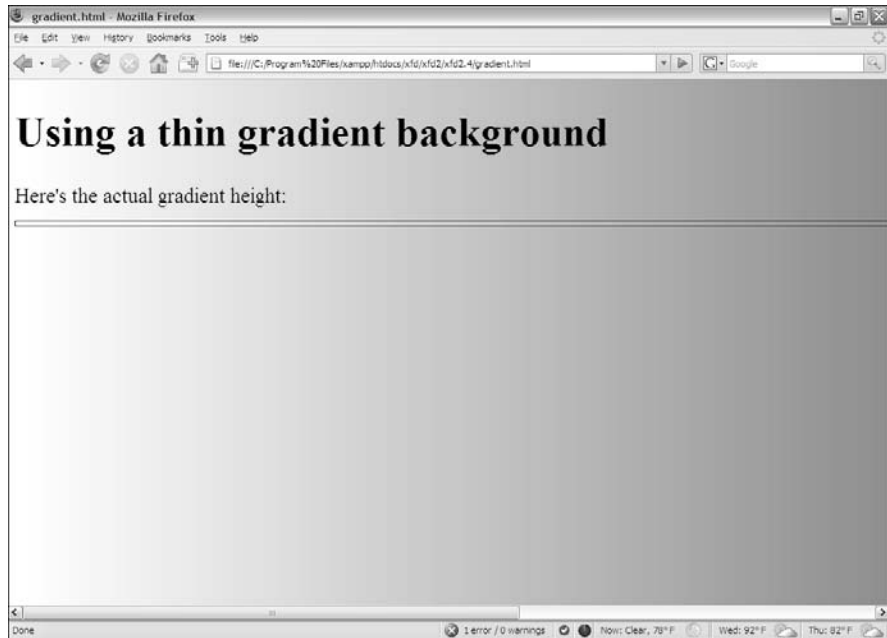 gradient.html - Mozilla Firefox
File Edit View History Bookmarks Tools Help
file:///C:/Program%20Files/xampp/htdocs/xfd/xfd2/xfd2.4/gradient.html
G Google
Using a thin gradient background
Here's the actual gradient height:
Done 1 error / 0 warnings Now: Clear, 78° F Wed: 92° F Thu: 82° F